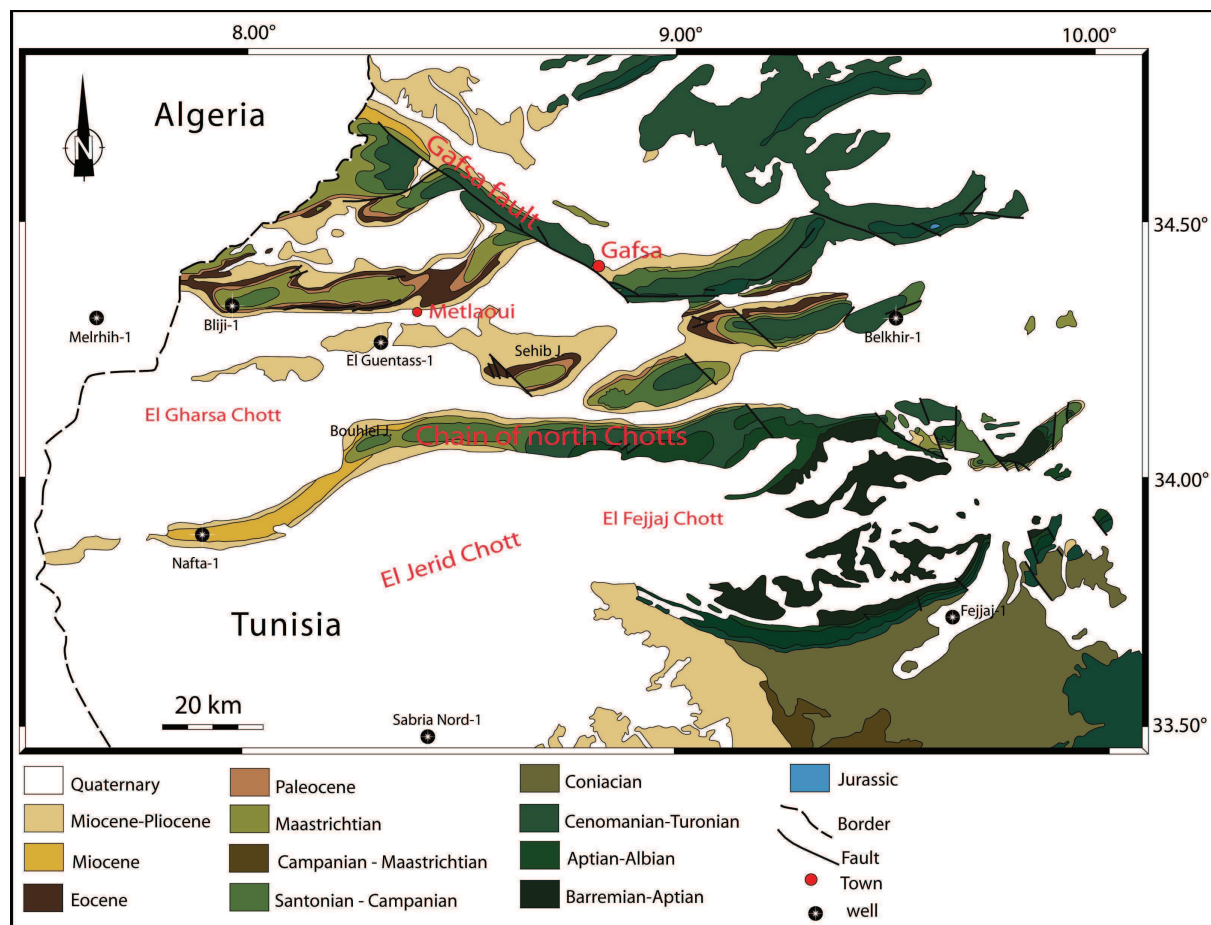 8.00°
9.00°
10.00°
Algeria
N
Gafsa fault
34.50°
Gafsa
Metlaoui
Melrhih-1
Bliji-1
El Guentass-1
Sehib J
Belkhir-1
El Gharsa Chott
Bouhlel J.
Chain of north Chotts
34.00°
El Fejjaj Chott
El Jerid Chott
Nafta-1
Tunisia
Fejjaj-1
20 km
Sabria Nord-1
33.50°
Quaternary
Miocene-Pliocene
Miocene
Eocene
Paleocene
Maastrichtian
Campanian - Maastrichtian
Santonian - Campanian
Coniacian
Cenomanian-Turonian
Aptian-Albian
Barremian-Aptian
Jurassic
Border
Fault
Town
well